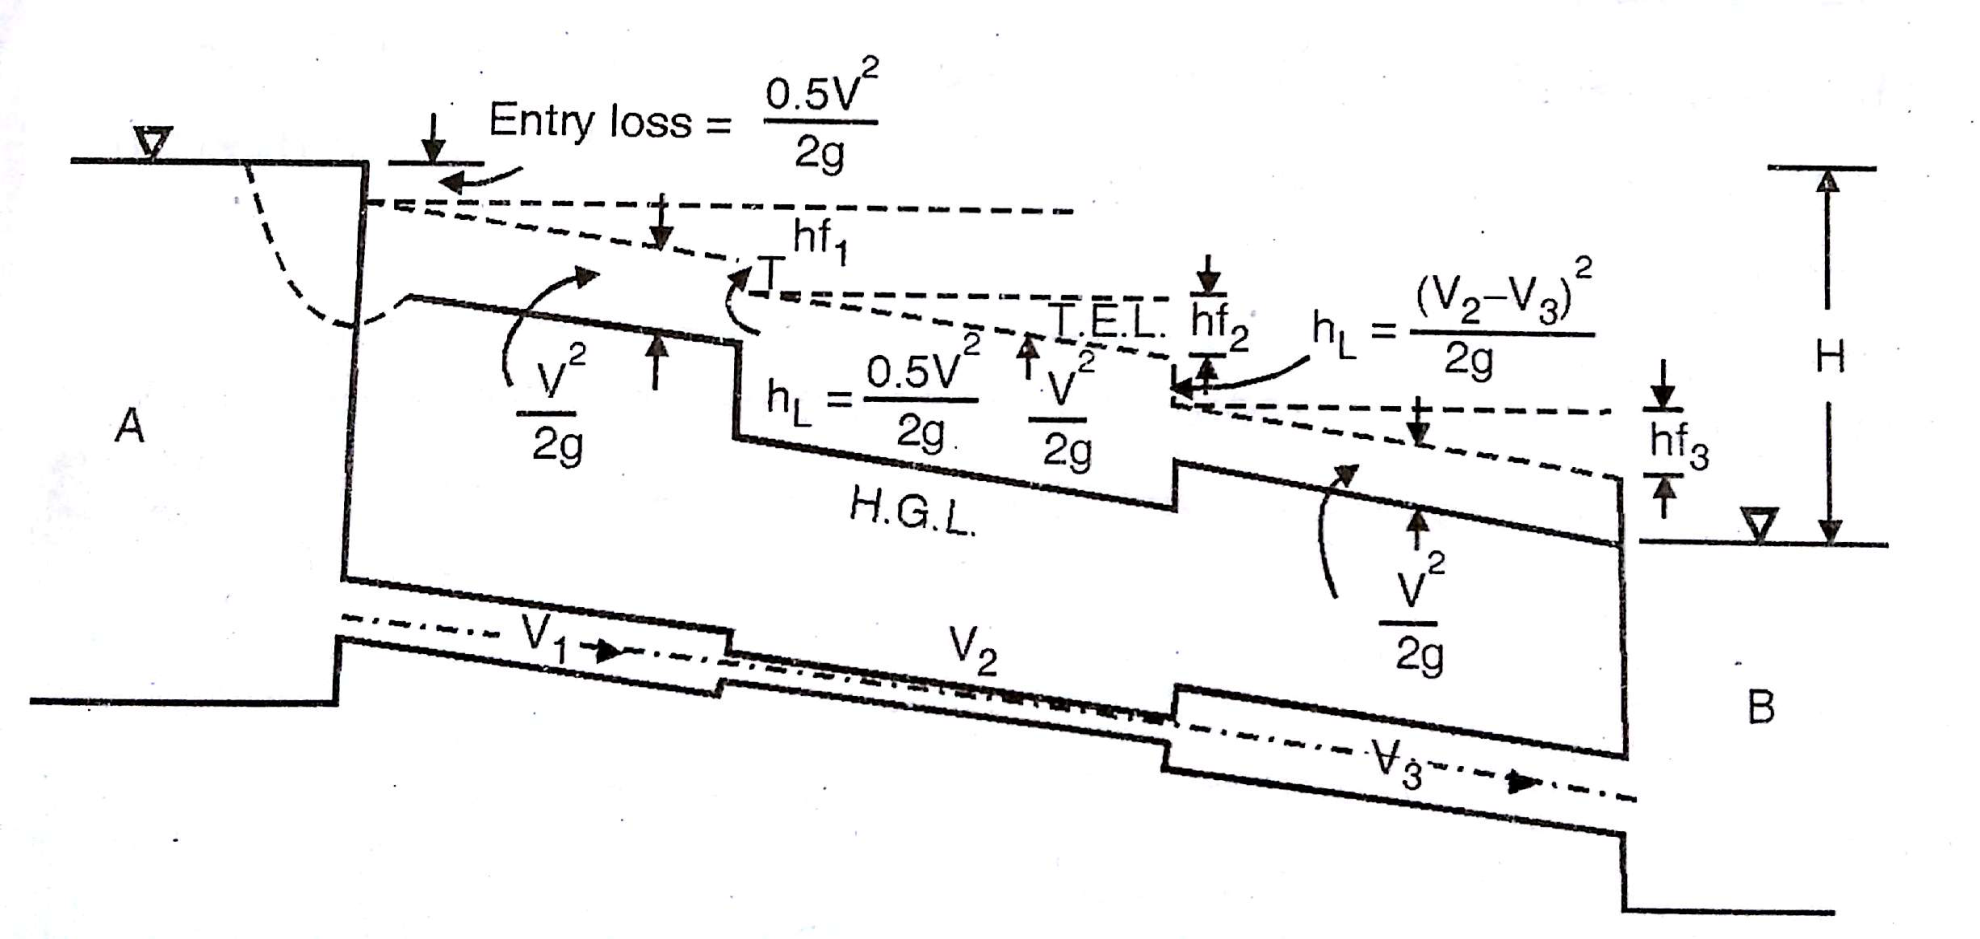 Entry loss = 0.5V²/2g
hf₁
T
T.E.L.
hf₂
h_L = (V₂–V₃)²/2g
H
V²/2g
h_L = 0.5V²/2g
V²/2g
hf₃
A
H.G.L.
V²/2g
V₁
V₂
V₃
B